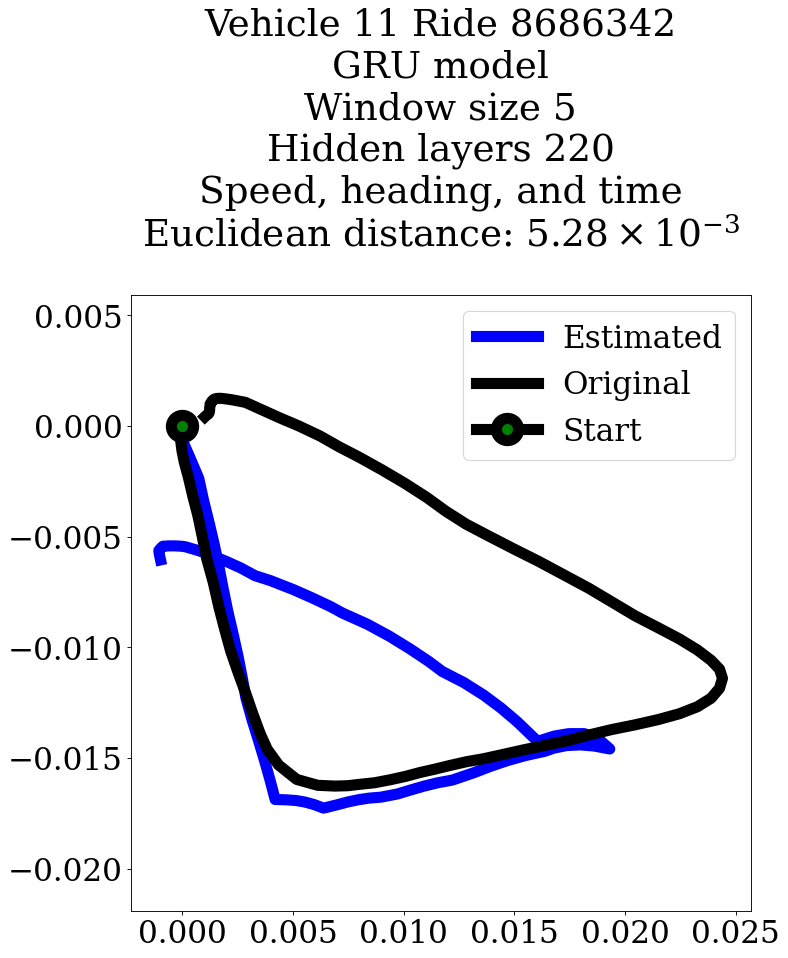 Vehicle 11 Ride 8686342
GRU model
Window size 5
Hidden layers 220
Speed, heading, and time
Euclidean distance: 5.28 × 10⁻³
0.005
0.000
−0.005
−0.010
−0.015
−0.020
Estimated
Original
Start
0.000 0.005 0.010 0.015 0.020 0.025